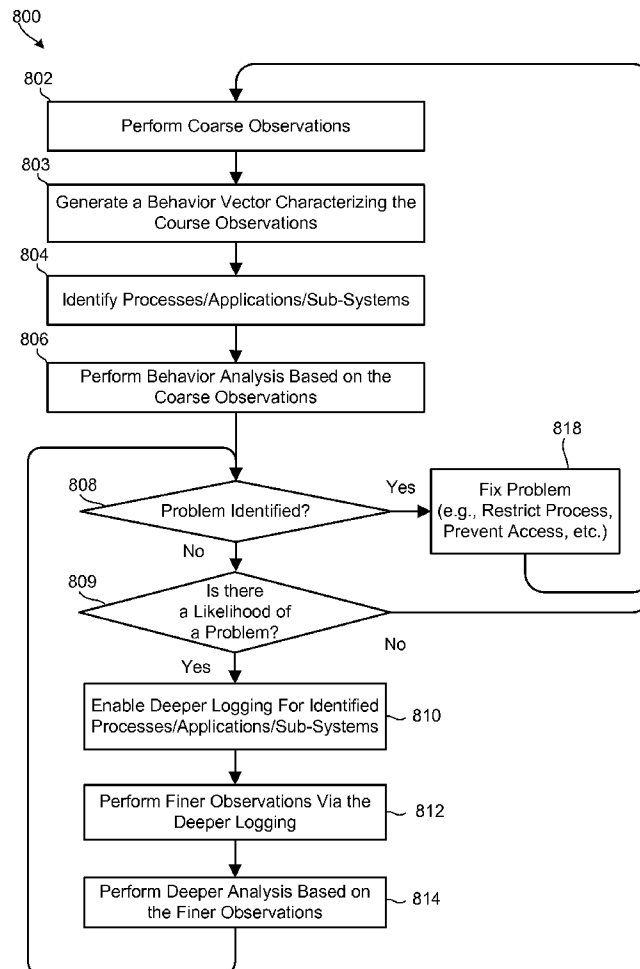 800
802
Perform Coarse Observations
803
Generate a Behavior Vector Characterizing the
Course Observations
804
Identify Processes/Applications/Sub-Systems
806
Perform Behavior Analysis Based on the
Coarse Observations
808
Problem Identified?
Yes
818
Fix Problem
(e.g., Restrict Process,
Prevent Access, etc.)
No
809
Is there
a Likelihood of
a Problem?
No
Yes
Enable Deeper Logging For Identified
Processes/Applications/Sub-Systems
810
Perform Finer Observations Via the
Deeper Logging
812
Perform Deeper Analysis Based on
the Finer Observations
814